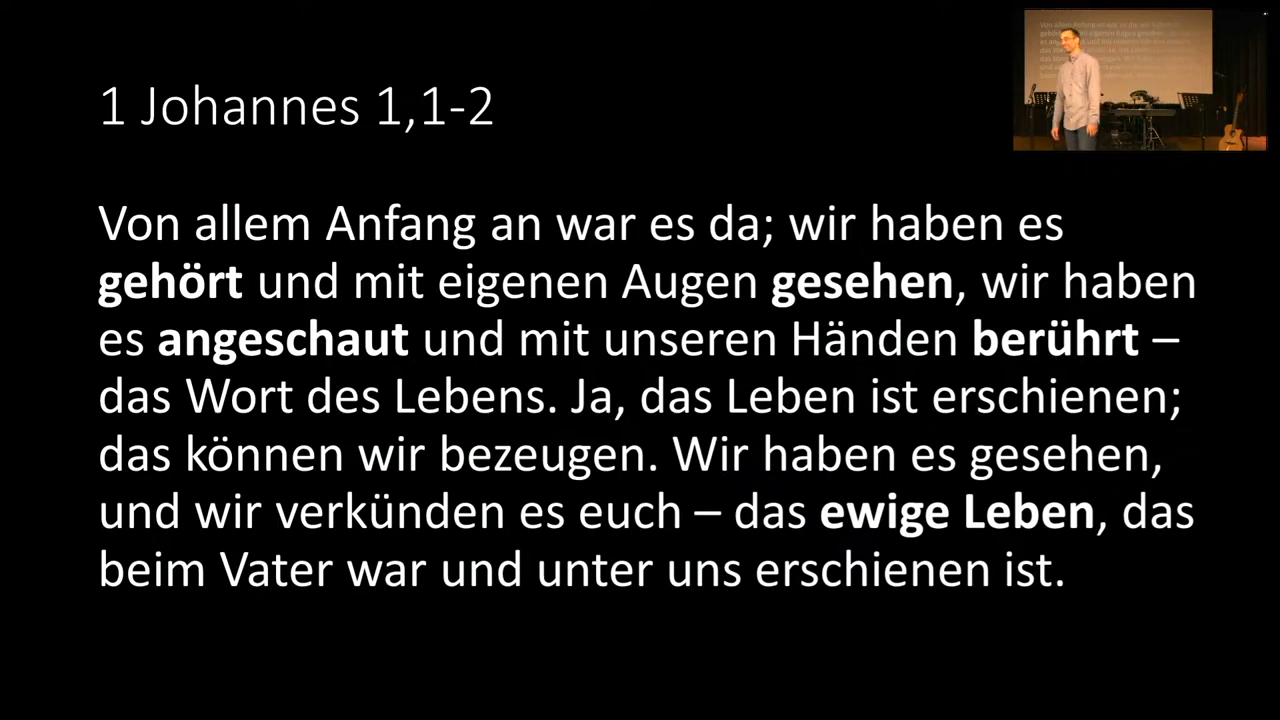 1 Johannes 1,1-2
Von allem Anfang an war es da; wir haben es
gehört und mit eigenen Augen gesehen, wir haben
es angeschaut und mit unseren Händen berührt –
das Wort des Lebens. Ja, das Leben ist erschienen;
das können wir bezeugen. Wir haben es gesehen,
und wir verkünden es euch – das ewige Leben, das
beim Vater war und unter uns erschienen ist.